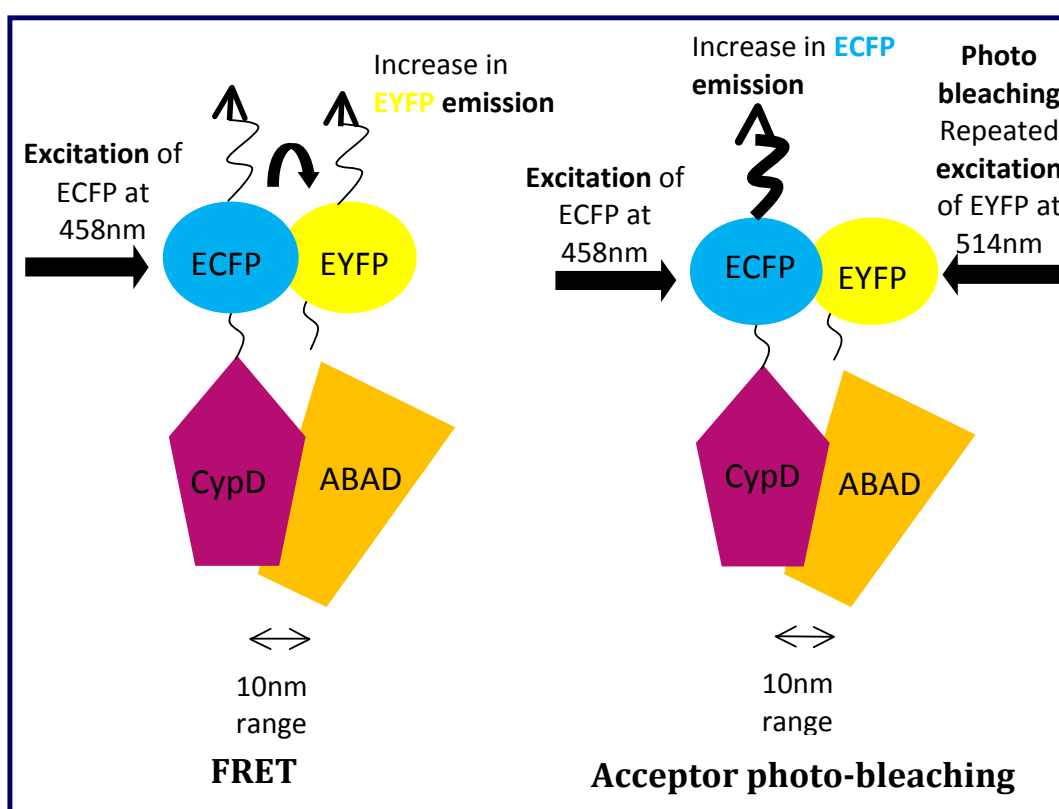 Increase in
EYFP emission
Excitation of
ECFP at
458nm
ECFP
EYFP
CypD
ABAD
10nm
range
FRET
Increase in ECFP
emission
Photo
bleaching
Repeated
excitation
of EYFP at
514nm
Excitation of
ECFP at
458nm
ECFP
EYFP
CypD
ABAD
10nm
range
Acceptor photo-bleaching